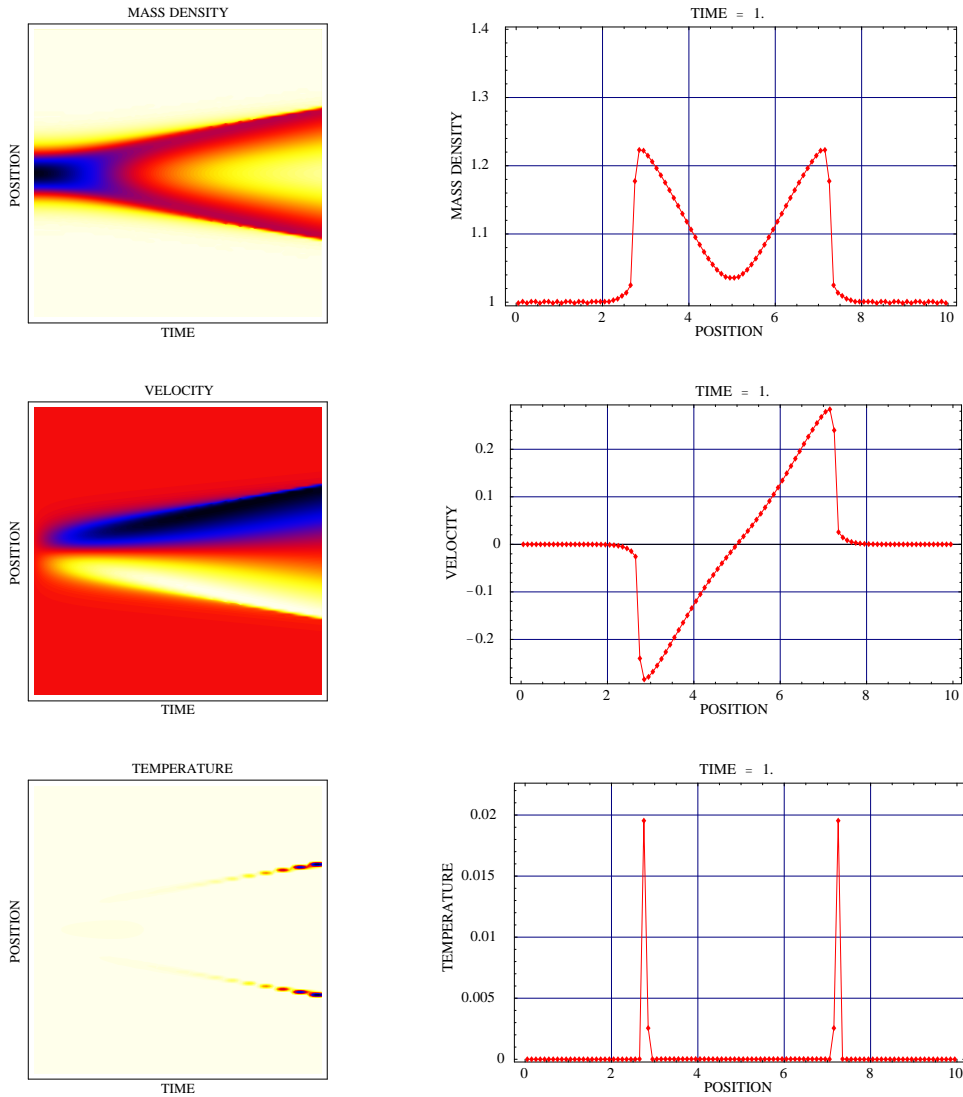 MASS DENSITY
POSITION
TIME
TIME = 1.
MASS DENSITY
1.4
1.3
1.2
1.1
1
0 2 4 6 8 10
POSITION
VELOCITY
POSITION
TIME
TIME = 1.
VELOCITY
0.2
0.1
0
−0.1
−0.2
0 2 4 6 8 10
POSITION
TEMPERATURE
POSITION
TIME
TIME = 1.
TEMPERATURE
0.02
0.015
0.01
0.005
0
0 2 4 6 8 10
POSITION